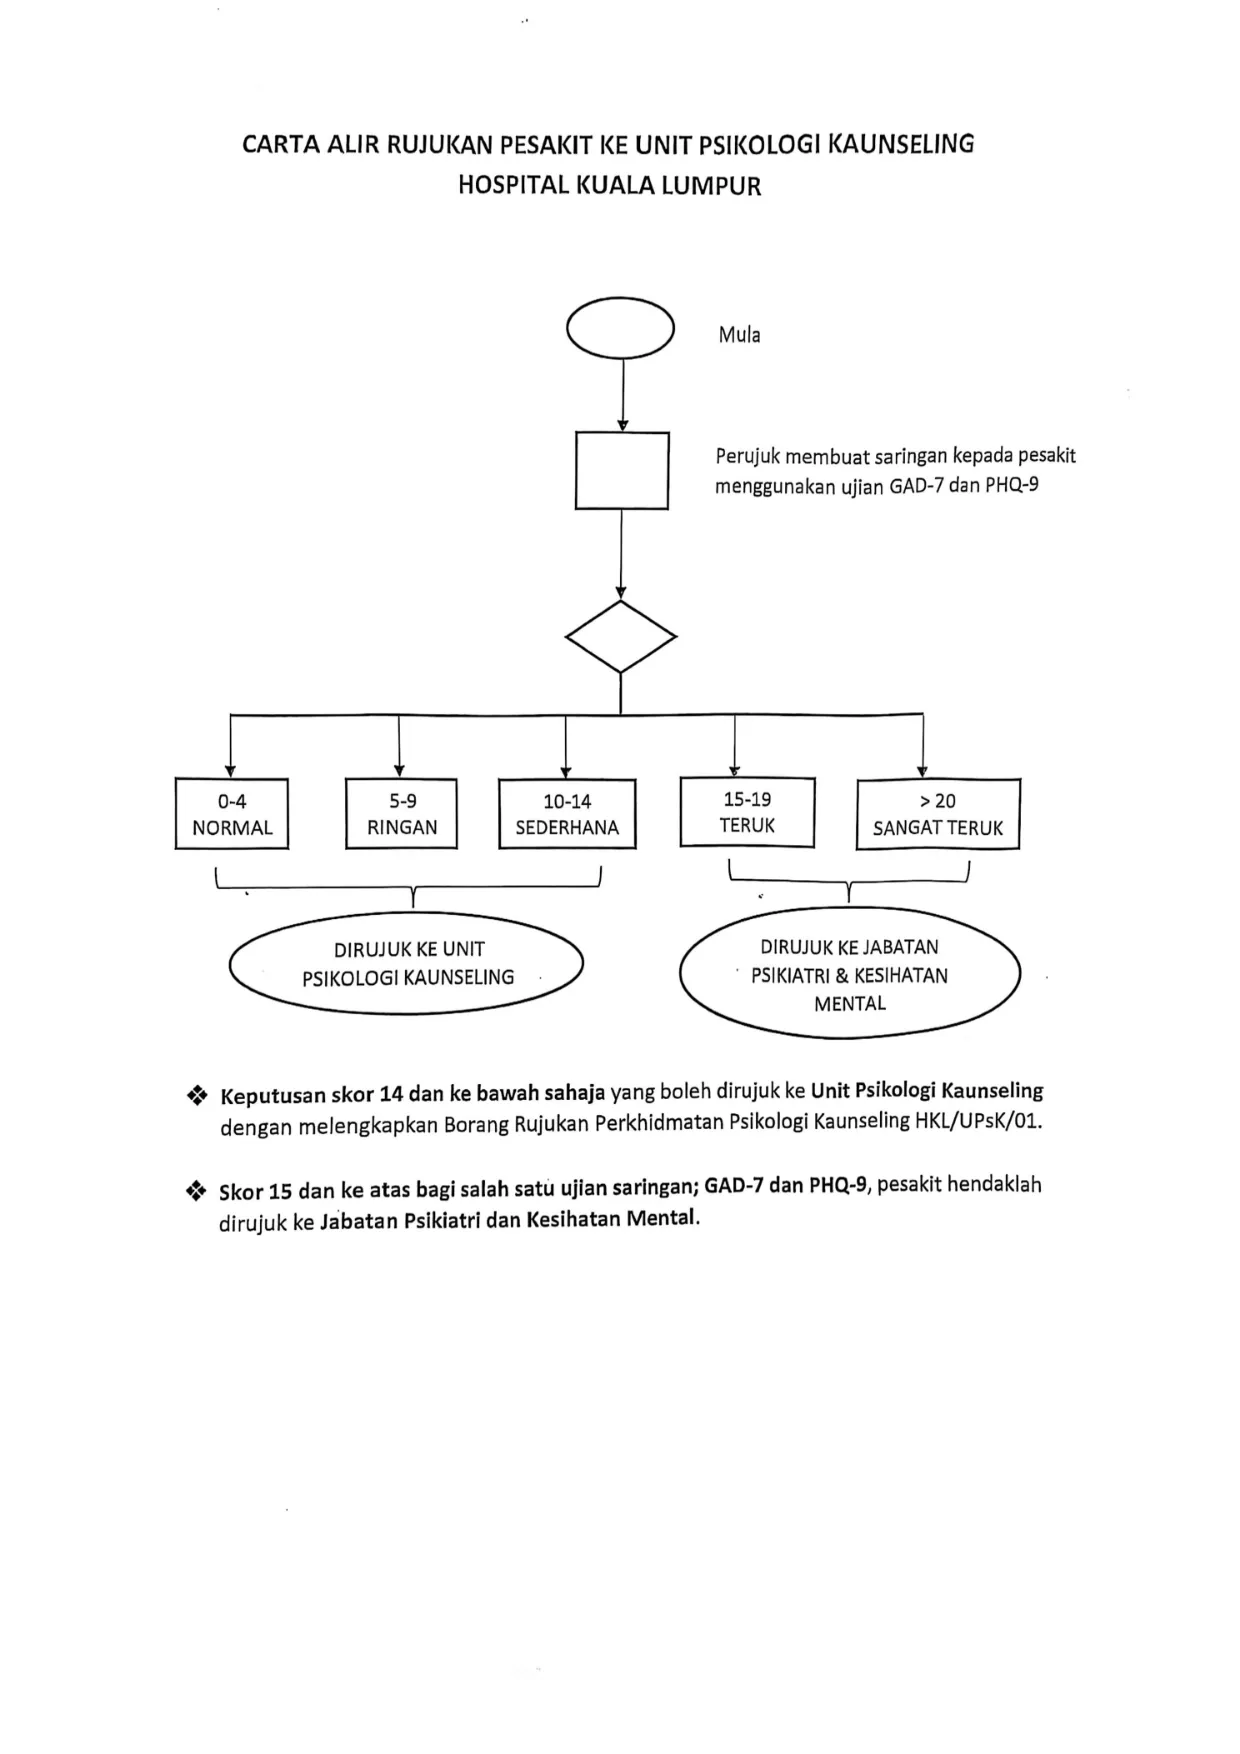 CARTA ALIR RUJUKAN PESAKIT KE UNIT PSIKOLOGI KAUNSELING
HOSPITAL KUALA LUMPUR
Mula
Perujuk membuat saringan kepada pesakit
menggunakan ujian GAD-7 dan PHQ-9
0-4
NORMAL
5-9
RINGAN
10-14
SEDERHANA
15-19
TERUK
> 20
SANGAT TERUK
DIRUJUK KE UNIT
PSIKOLOGI KAUNSELING
DIRUJUK KE JABATAN
PSIKIATRI & KESIHATAN
MENTAL
❖ Keputusan skor 14 dan ke bawah sahaja yang boleh dirujuk ke Unit Psikologi Kaunseling
dengan melengkapkan Borang Rujukan Perkhidmatan Psikologi Kaunseling HKL/UPsK/01.
❖ Skor 15 dan ke atas bagi salah satu ujian saringan; GAD-7 dan PHQ-9, pesakit hendaklah
dirujuk ke Jabatan Psikiatri dan Kesihatan Mental.